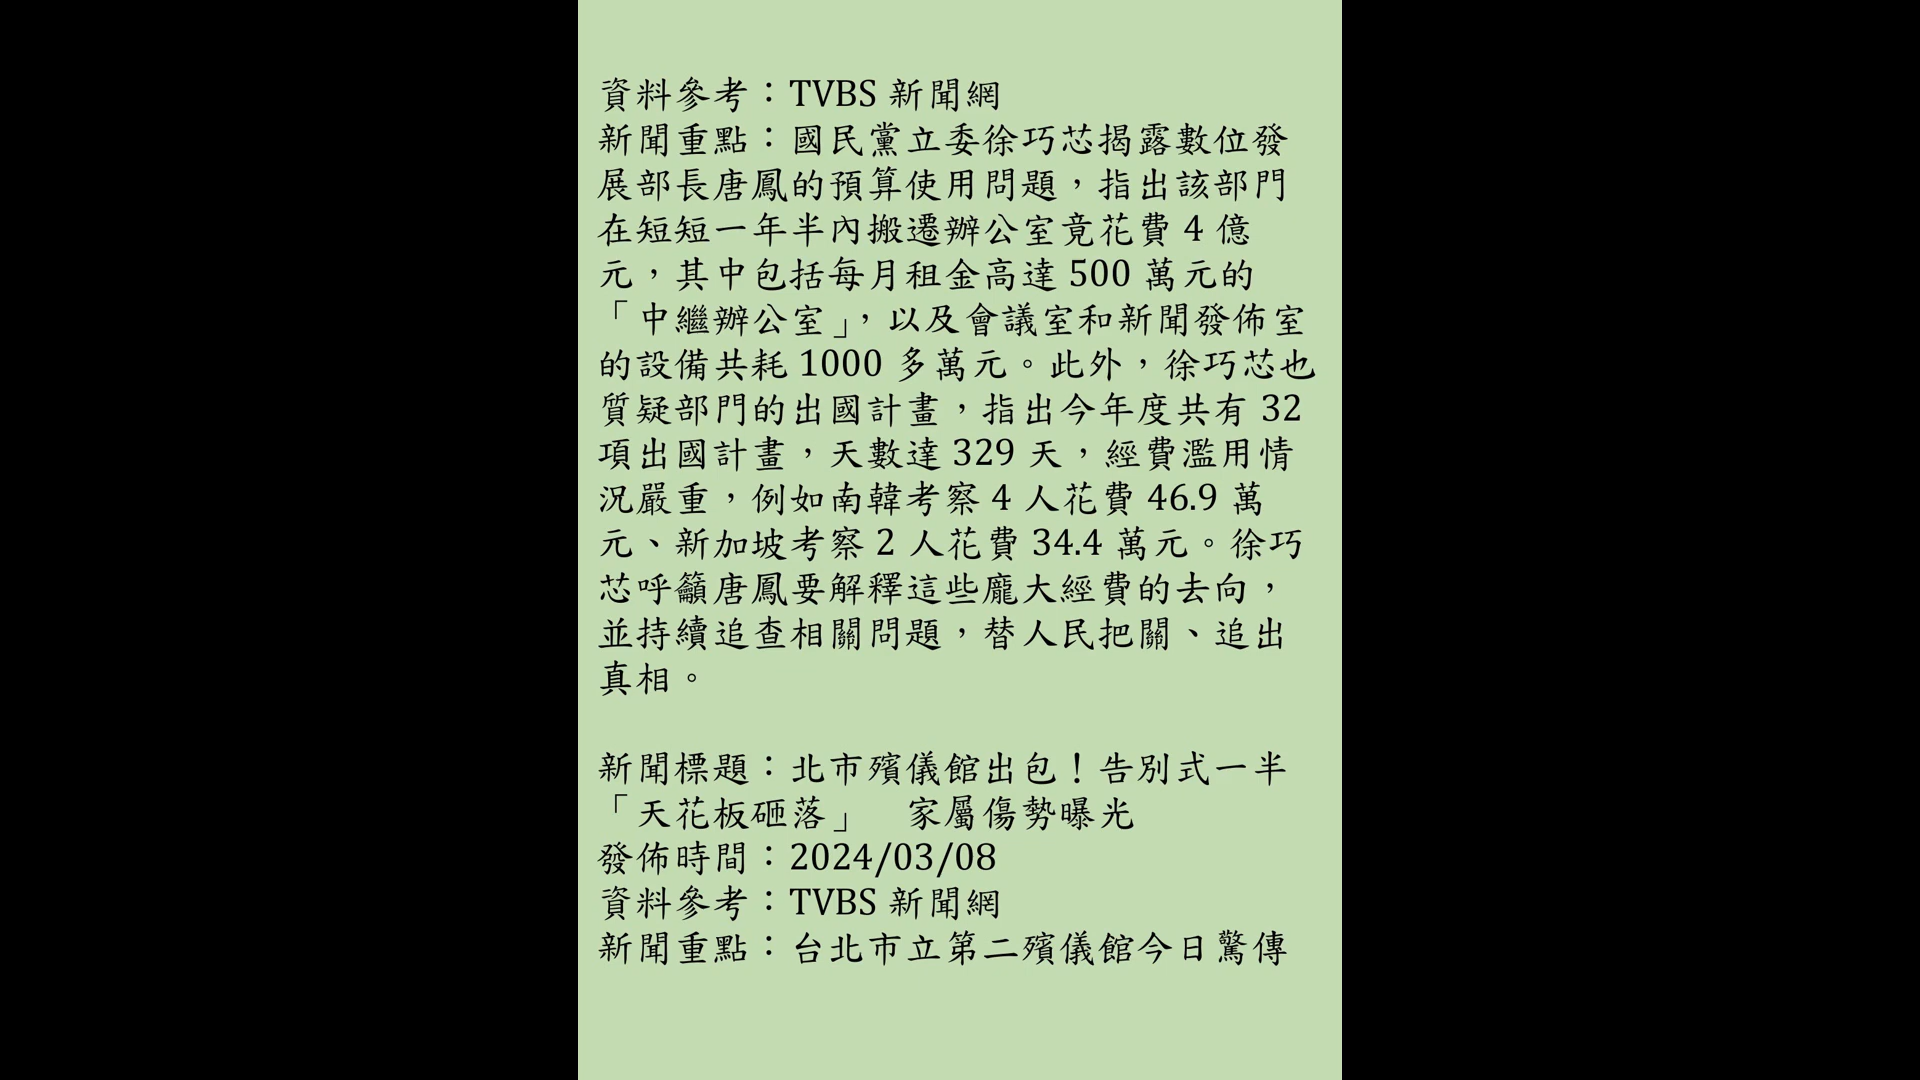 資料參考：TVBS 新聞網
新聞重點：國民黨立委徐巧芯揭露數位發
展部長唐鳳的預算使用問題，指出該部門
在短短一年半內搬遷辦公室竟花費 4 億
元，其中包括每月租金高達 500 萬元的
「中繼辦公室」，以及會議室和新聞發佈室
的設備共耗 1000 多萬元。此外，徐巧芯也
質疑部門的出國計畫，指出今年度共有 32
項出國計畫，天數達 329 天，經費濫用情
況嚴重，例如南韓考察 4 人花費 46.9 萬
元、新加坡考察 2 人花費 34.4 萬元。徐巧
芯呼籲唐鳳要解釋這些龐大經費的去向，
並持續追查相關問題，替人民把關、追出
真相。
新聞標題：北市殯儀館出包！告別式一半
「天花板砸落」　家屬傷勢曝光
發佈時間：2024/03/08
資料參考：TVBS 新聞網
新聞重點：台北市立第二殯儀館今日驚傳